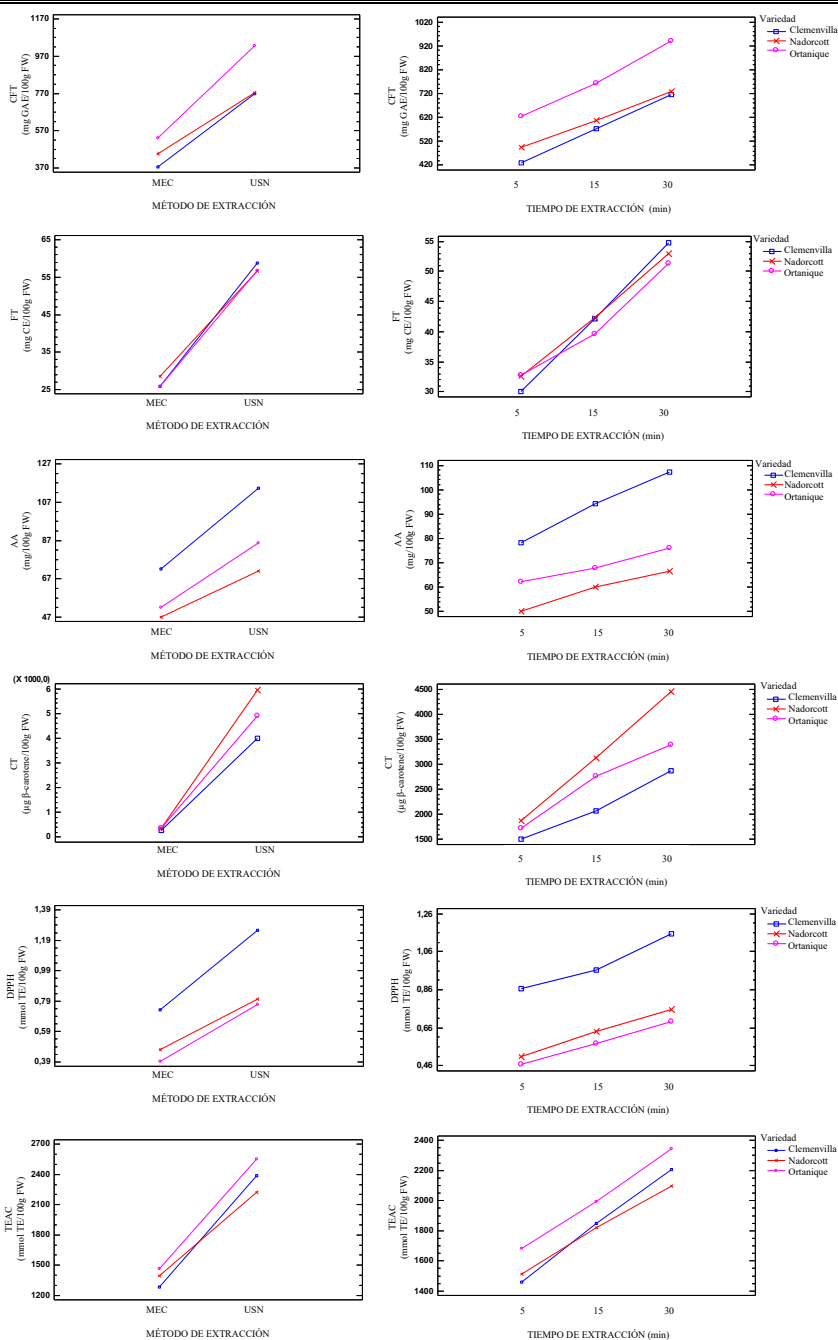 1170
970
770
570
370
CFT
(mg GAE/100g FW)
MEC
USN
MÉTODO DE EXTRACCIÓN
1020
920
820
720
620
520
420
CFT
(mg GAE/100g FW)
5
15
30
TIEMPO DE EXTRACCIÓN (min)
Variedad
Clemenvilla
Nadorcott
Ortanique
65
55
45
35
25
FT
(mg CE/100g FW)
MEC
USN
MÉTODO DE EXTRACCIÓN
55
50
45
40
35
30
FT
(mg CE/100g FW)
5
15
30
TIEMPO DE EXTRACCIÓN (min)
Variedad
Clemenvilla
Nadorcott
Ortanique
127
107
87
67
47
AA
(mg/100g FW)
MEC
USN
MÉTODO DE EXTRACCIÓN
110
100
90
80
70
60
50
AA
(mg/100g FW)
5
15
30
TIEMPO DE EXTRACCIÓN (min)
Variedad
Clemenvilla
Nadorcott
Ortanique
(X 1000,0)
6
5
4
3
2
1
0
CT
(µg β-carotene/100g FW)
MEC
USN
MÉTODO DE EXTRACCIÓN
4500
4000
3500
3000
2500
2000
1500
CT
(µg β-carotene/100g FW)
5
15
30
TIEMPO DE EXTRACCIÓN (min)
Variedad
Clemenvilla
Nadorcott
Ortanique
1,39
1,19
0,99
0,79
0,59
0,39
DPPH
(mmol TE/100g FW)
MEC
USN
MÉTODO DE EXTRACCIÓN
1,26
1,06
0,86
0,66
0,46
DPPH
(mmol TE/100g FW)
5
15
30
TIEMPO DE EXTRACCIÓN (min)
Variedad
Clemenvilla
Nadorcott
Ortanique
2700
2400
2100
1800
1500
1200
TEAC
(mmol TE/100g FW)
MEC
USN
MÉTODO DE EXTRACCIÓN
2400
2200
2000
1800
1600
1400
TEAC
(mmol TE/100g FW)
5
15
30
TIEMPO DE EXTRACCIÓN (min)
Variedad
Clemenvilla
Nadorcott
Ortanique